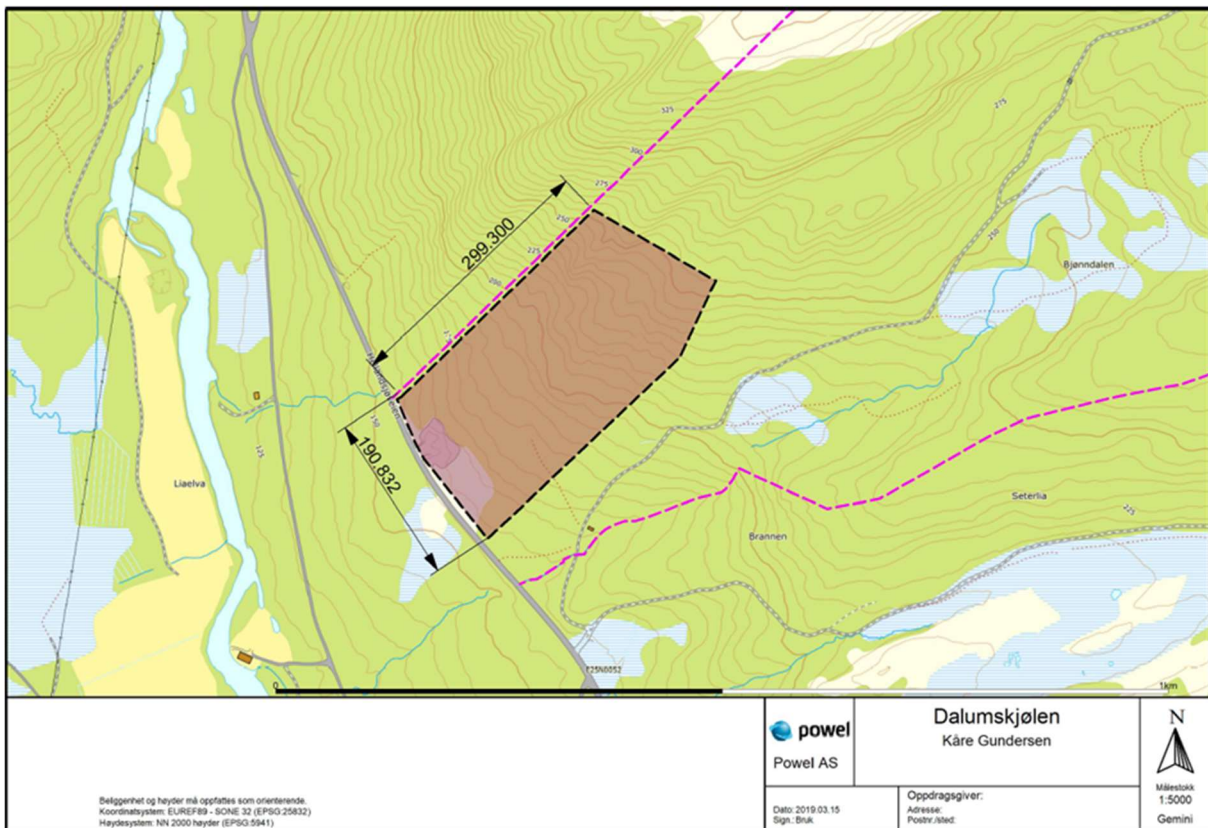 325
300
275
275
250
225
200
299.300
250
Bjønndalen
150
190.832
125
Liaelva
Seterlia
225
Brannen
F25N0052
0
1km
powel
Powel AS
Dalumskjølen
Kåre Gundersen
N
Målestokk
1:5000
Gemini
Beliggenhet og høyder må oppfattes som orienterende.
Koordinatsystem: EUREF89 - SONE 32 (EPSG:25832)
Høydesystem: NN 2000 høyder (EPSG:5941)
Dato: 2019.03.15
Sign.: Bruk
Oppdragsgiver:
Adresse:
Postnr./sted: